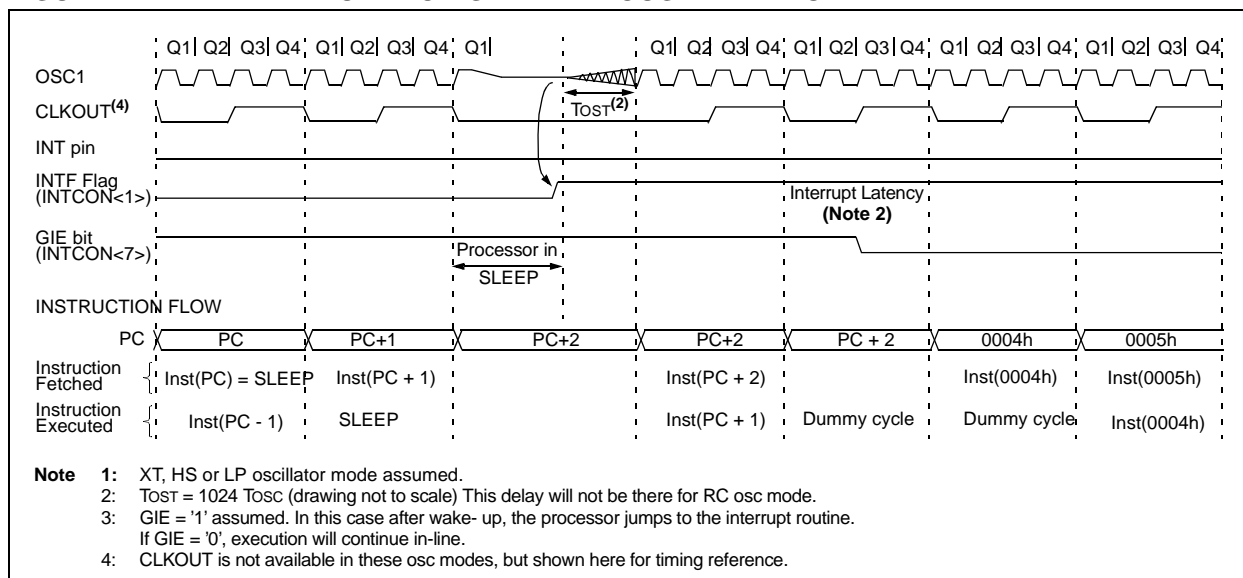 Q1 Q2 Q3 Q4 Q1 Q2 Q3 Q4 Q1 Q1 Q2 Q3 Q4 Q1 Q2 Q3 Q4 Q1 Q2 Q3 Q4 Q1 Q2 Q3 Q4
OSC1
CLKOUT(4)
TOST(2)
INT pin
INTF Flag
(INTCON<1>)
Interrupt Latency
(Note 2)
GIE bit
(INTCON<7>)
Processor in
SLEEP
INSTRUCTION FLOW
PC PC PC+1 PC+2 PC+2 PC + 2 0004h 0005h
Instruction
Fetched
Inst(PC) = SLEEP Inst(PC + 1) Inst(PC + 2) Inst(0004h) Inst(0005h)
Instruction
Executed
Inst(PC - 1) SLEEP Inst(PC + 1) Dummy cycle Dummy cycle Inst(0004h)
Note 1: XT, HS or LP oscillator mode assumed.
2: TOST = 1024 TOSC (drawing not to scale) This delay will not be there for RC osc mode.
3: GIE = '1' assumed. In this case after wake- up, the processor jumps to the interrupt routine.
If GIE = '0', execution will continue in-line.
4: CLKOUT is not available in these osc modes, but shown here for timing reference.